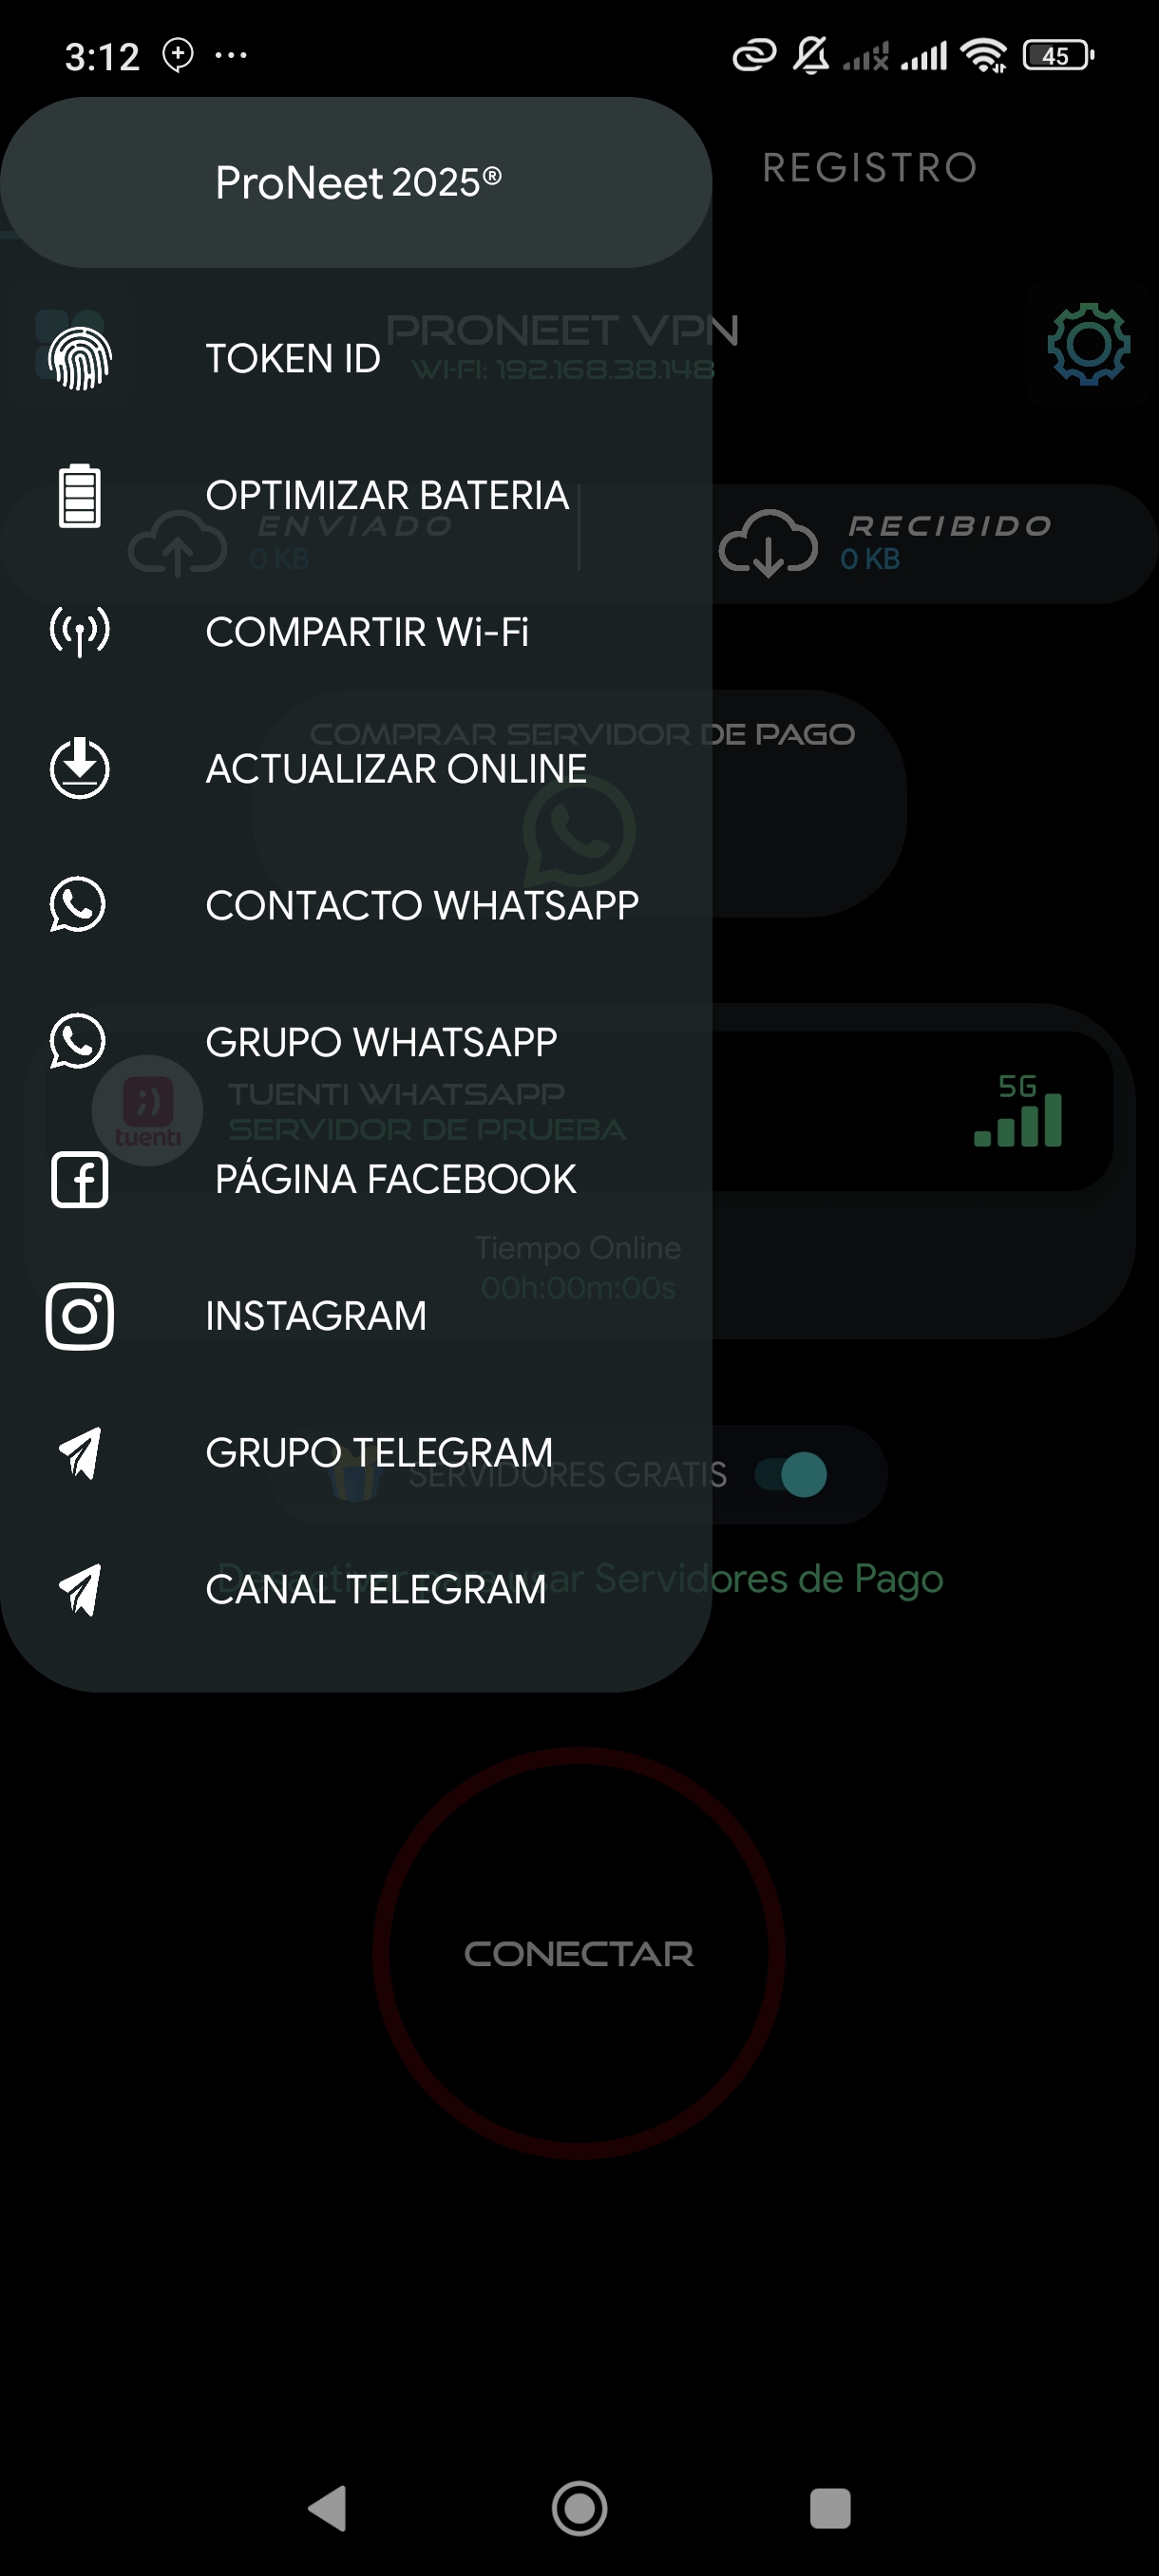 3:12
45
ProNeet 2025®
REGISTRO
PRONEET VPN
WI-FI: 192.168.38.148
TOKEN ID
OPTIMIZAR BATERIA
ENVIADO
0 KB
RECIBIDO
0 KB
COMPARTIR Wi-Fi
COMPRAR SERVIDOR DE PAGO
ACTUALIZAR ONLINE
CONTACTO WHATSAPP
GRUPO WHATSAPP
tuenti
TUENTI WHATSAPP
SERVIDOR DE PRUEBA
5G
PÁGINA FACEBOOK
Tiempo Online
00h:00m:00s
INSTAGRAM
GRUPO TELEGRAM
SERVIDORES GRATIS
Desactivar para usar Servidores de Pago
CANAL TELEGRAM
CONECTAR